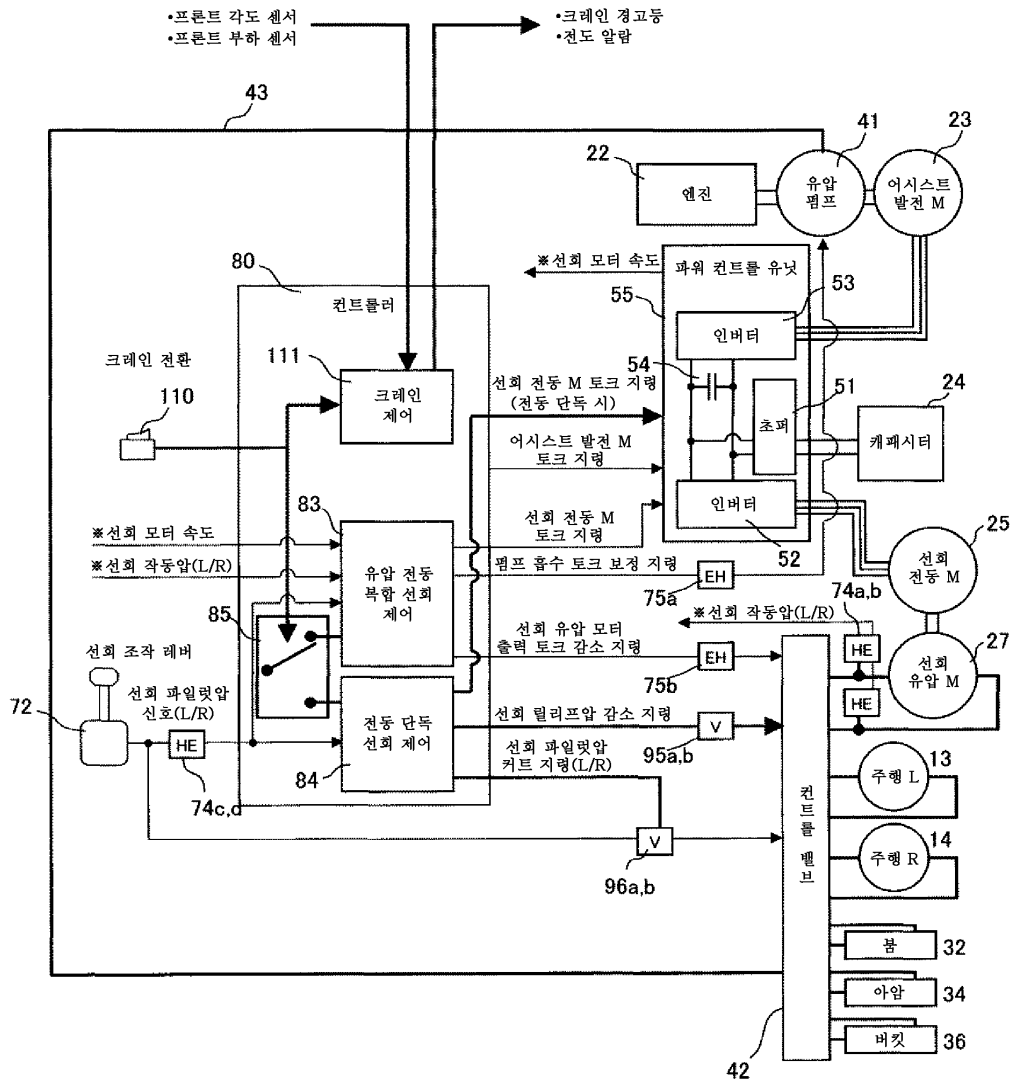 •프론트 각도 센서
•프론트 부하 센서
•크레인 경고등
•전도 알람
43
41
23
22
엔진
유압
펌프
어시스트
발전 M
80
컨트롤러
※선회 모터 속도
파워 컨트롤 유닛
55
53
인버터
크레인 전환
110
111
크레인
제어
선회 전동 M 토크 지령
(전동 단독 시)
54
51
초퍼
24
캐패시터
어시스트 발전 M
토크 지령
인버터
52
83
※선회 모터 속도
※선회 작동압(L/R)
유압 전동
복합 선회
제어
선회 전동 M
토크 지령
펌프 흡수 토크 보정 지령
EH
75a
25
선회
전동 M
85
※선회 작동압(L/R)
74a,b
HE
HE
27
선회
유압 M
선회 유압 모터
출력 토크 감소 지령
EH
75b
선회 조작 레버
72
선회 파일럿압
신호(L/R)
HE
74c,d
전동 단독
선회 제어
84
선회 릴리프압 감소 지령
V
95a,b
선회 파일럿압
커트 지령(L/R)
V
96a,b
컨트롤 밸브
42
주행 L
13
주행 R
14
붐
32
아암
34
버킷
36